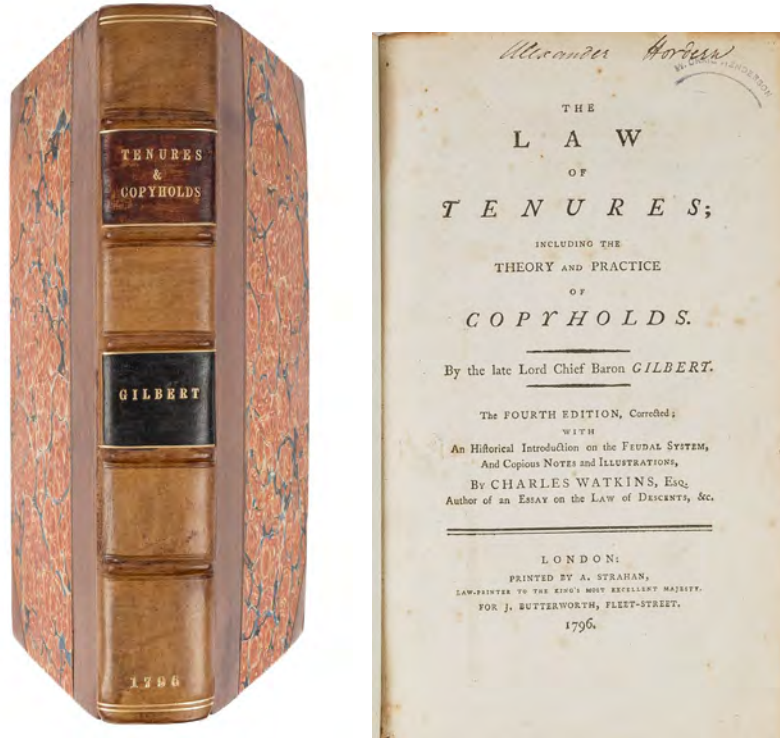 TENURES
&
COPYHOLDS
GILBERT
1796
Alexander Hordern
HENDERSON
THE
LAW
OF
TENURES;
INCLUDING THE
THEORY AND PRACTICE
OF
COPYHOLDS.
By the late Lord Chief Baron GILBERT.
The FOURTH EDITION, Corrected;
WITH
An Hiſtorical Introduction on the FEUDAL SYSTEM,
And Copious NOTES and ILLUSTRATIONS,
BY CHARLES WATKINS, ESQ;
Author of an ESSAY on the LAW of DESCENTS, &c.
LONDON:
PRINTED BY A. STRAHAN,
LAW-PRINTER TO THE KING'S MOST EXCELLENT MAJESTY.
FOR J. BUTTERWORTH, FLEET-STREET.
1796.